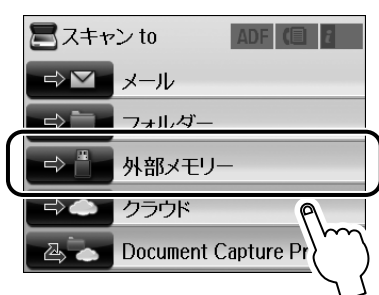 スキャン to
ADF
i
メール
フォルダー
外部メモリー
クラウド
Document Capture Pr